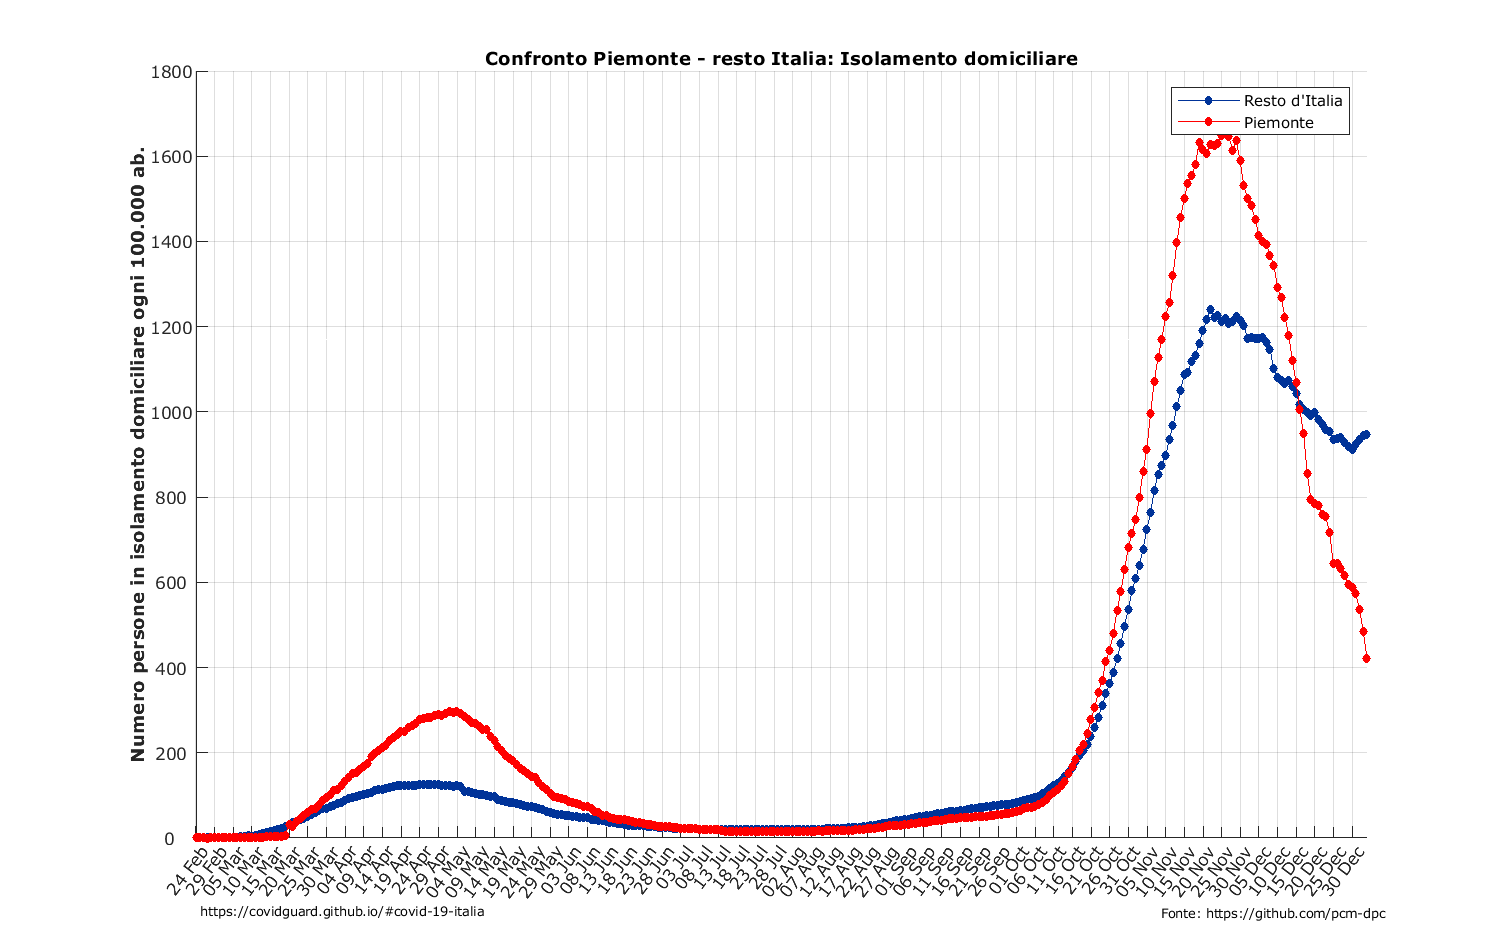 Confronto Piemonte - resto Italia: Isolamento domiciliare
Numero persone in isolamento domiciliare ogni 100.000 ab.
1800
1600
1400
1200
1000
800
600
400
200
0
Resto d'Italia
Piemonte
24 Feb
29 Feb
05 Mar
10 Mar
15 Mar
20 Mar
25 Mar
30 Mar
04 Apr
09 Apr
14 Apr
19 Apr
24 Apr
29 Apr
04 May
09 May
14 May
19 May
24 May
29 May
03 Jun
08 Jun
13 Jun
18 Jun
23 Jun
28 Jun
03 Jul
08 Jul
13 Jul
18 Jul
23 Jul
28 Jul
02 Aug
07 Aug
12 Aug
17 Aug
22 Aug
27 Aug
01 Sep
06 Sep
11 Sep
16 Sep
21 Sep
26 Sep
01 Oct
06 Oct
11 Oct
16 Oct
21 Oct
26 Oct
31 Oct
05 Nov
10 Nov
15 Nov
20 Nov
25 Nov
30 Nov
05 Dec
10 Dec
15 Dec
20 Dec
25 Dec
30 Dec
https://covidguard.github.io/#covid-19-italia
Fonte: https://github.com/pcm-dpc